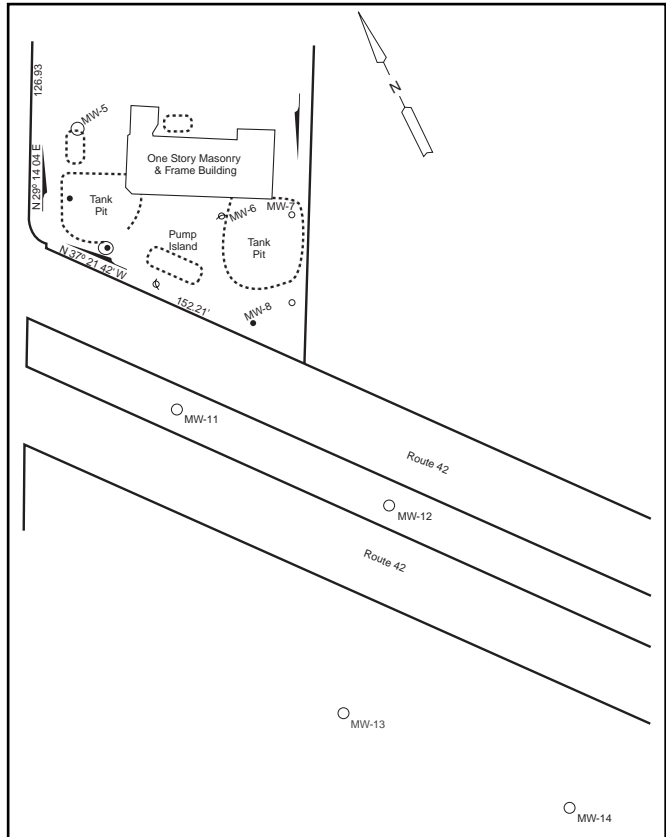 126.93
N 29º 14 04 E
MW-5
N
One Story Masonry
& Frame Building
Tank
Pit
MW-6
MW-7
Pump
Island
Tank
Pit
N 37º 21 42' W
152.21'
MW-8
MW-11
Route 42
MW-12
Route 42
MW-13
MW-14